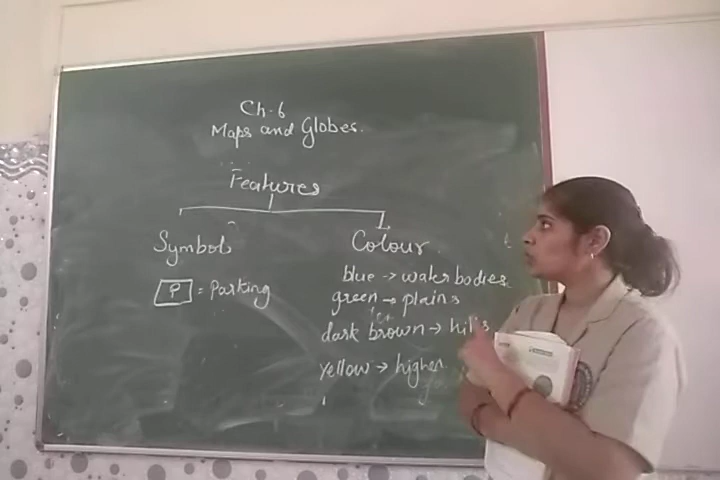 Ch-6
Maps and Globes.
Features
Symbols
P = Parking
Colour
blue → water bodies
green → plains
dark brown → hills
yellow → higher